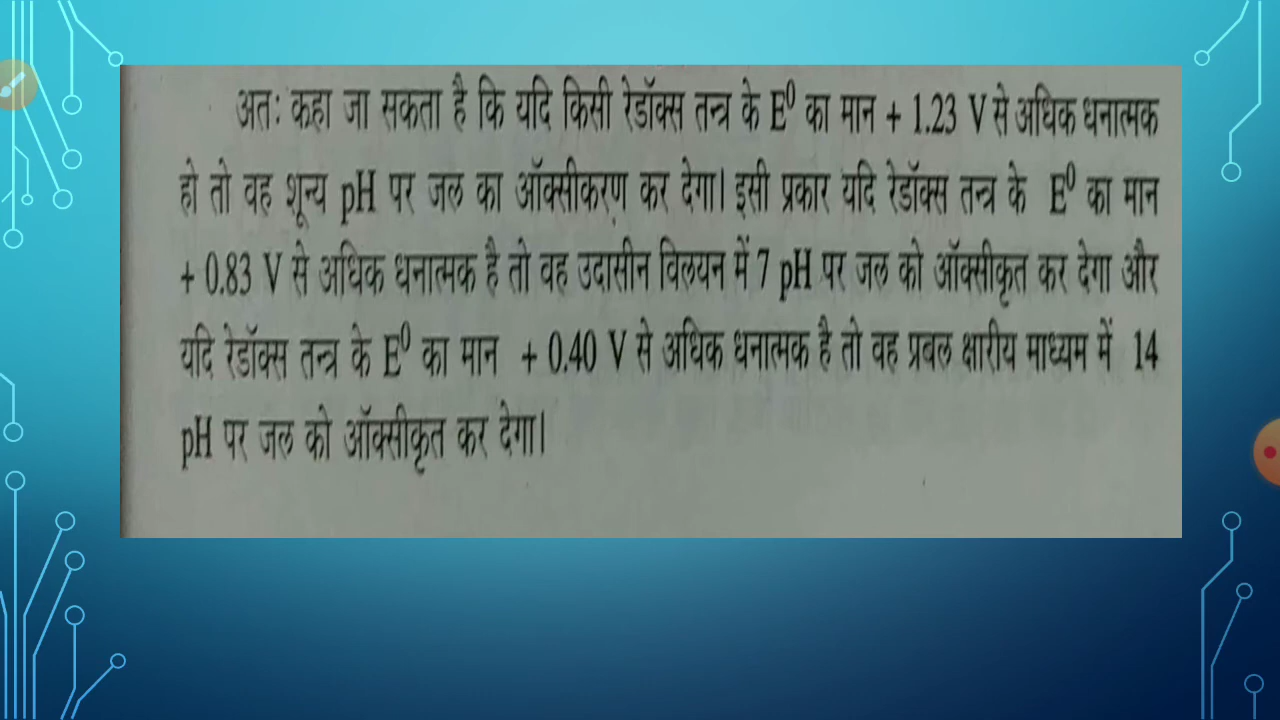 अतः कहा जा सकता है कि यदि किसी रेडॉक्स तन्त्र के E⁰ का मान + 1.23 V से अधिक धनात्मक
हो तो वह शून्य pH पर जल का ऑक्सीकरण कर देगा। इसी प्रकार यदि रेडॉक्स तन्त्र के E⁰ का मान
+ 0.83 V से अधिक धनात्मक है तो वह उदासीन विलयन में 7 pH पर जल को ऑक्सीकृत कर देगा और
यदि रेडॉक्स तन्त्र के E⁰ का मान + 0.40 V से अधिक धनात्मक है तो वह प्रबल क्षारीय माध्यम में 14
pH पर जल को ऑक्सीकृत कर देगा।